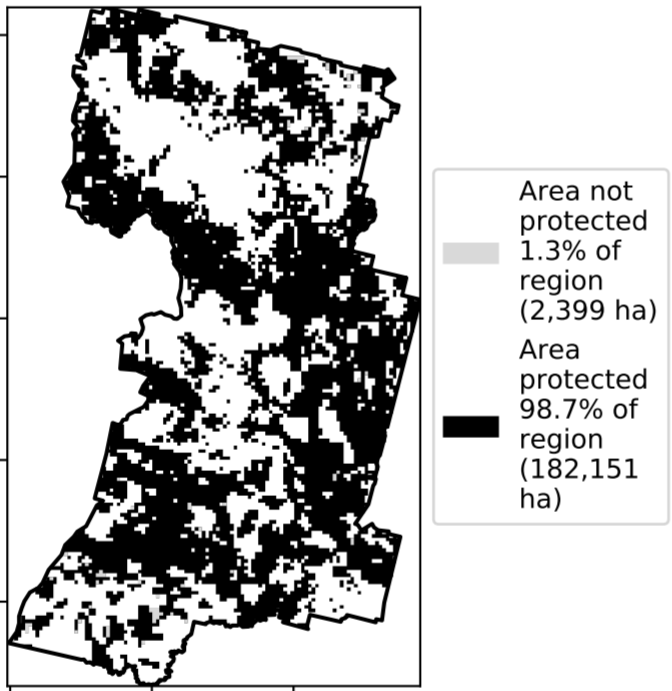 Area not
protected
1.3% of
region
(2,399 ha)
Area
protected
98.7% of
region
(182,151
ha)